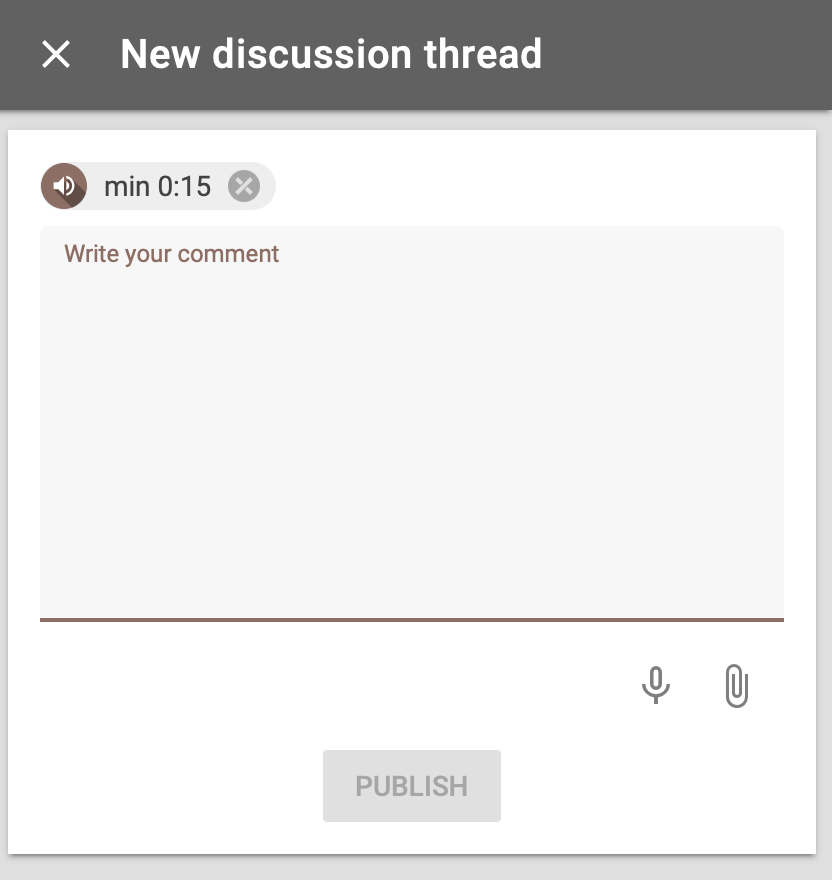 New discussion thread
min 0:15
Write your comment
PUBLISH